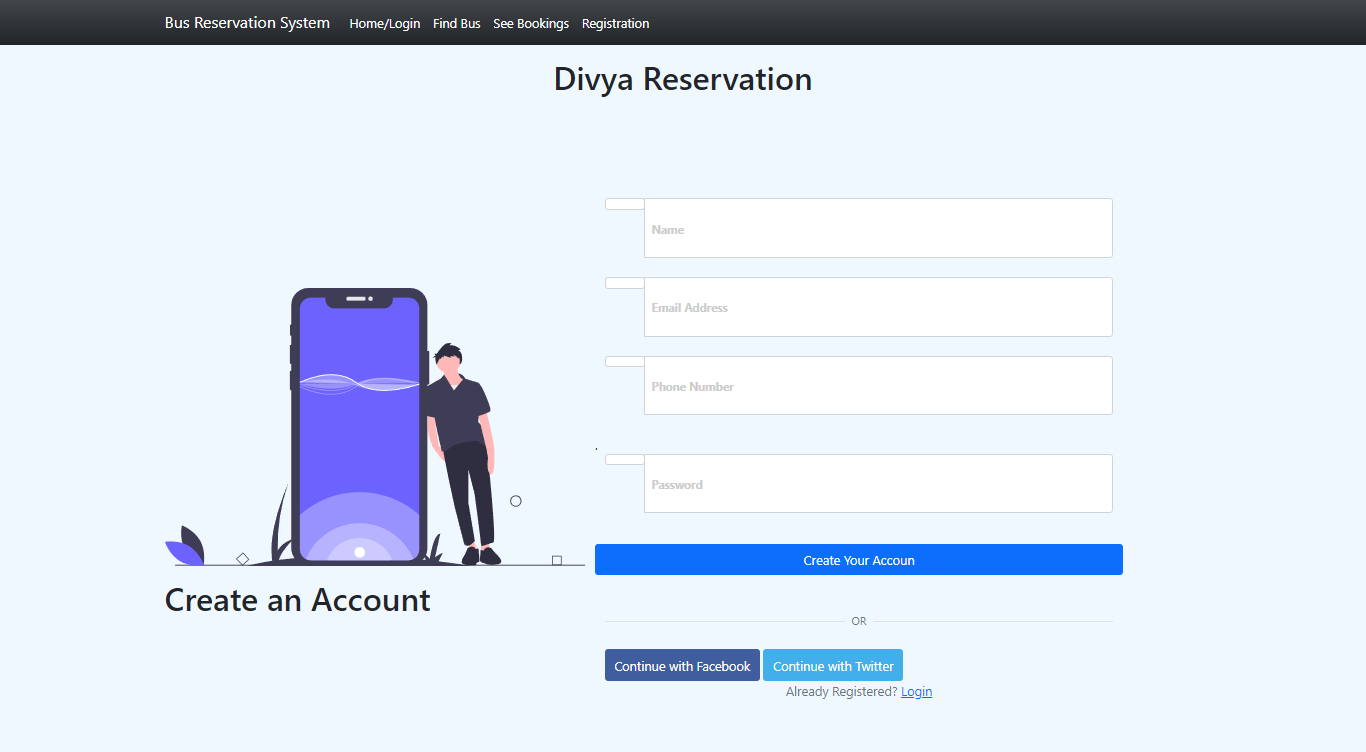 Bus Reservation System Home/Login Find Bus See Bookings Registration
Divya Reservation
Name
Email Address
Phone Number
Password
Create Your Accoun
Create an Account
OR
Continue with Facebook Continue with Twitter
Already Registered? Login